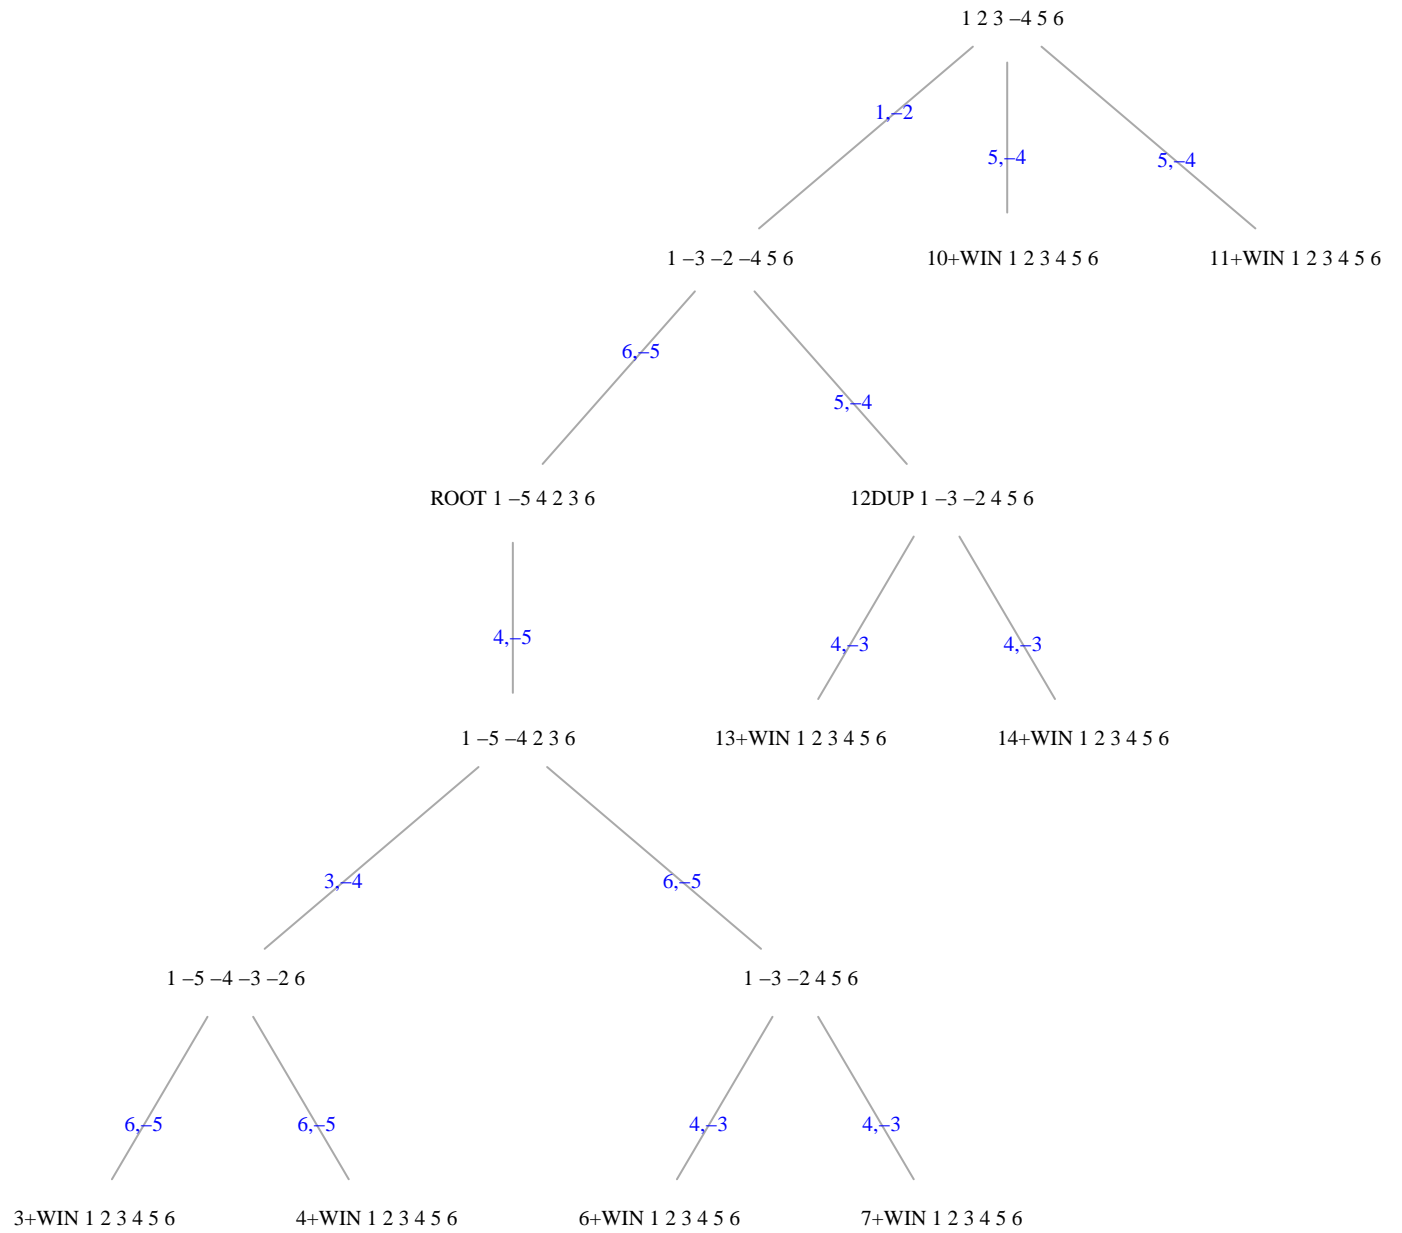 1 2 3 –4 5 6
1,–2
5,–4
5,–4
1 –3 –2 –4 5 6
10+WIN 1 2 3 4 5 6
11+WIN 1 2 3 4 5 6
6,–5
5,–4
ROOT 1 –5 4 2 3 6
12DUP 1 –3 –2 4 5 6
4,–5
4,–3
4,–3
1 –5 –4 2 3 6
13+WIN 1 2 3 4 5 6
14+WIN 1 2 3 4 5 6
3,–4
6,–5
1 –5 –4 –3 –2 6
1 –3 –2 4 5 6
6,–5
6,–5
4,–3
4,–3
3+WIN 1 2 3 4 5 6
4+WIN 1 2 3 4 5 6
6+WIN 1 2 3 4 5 6
7+WIN 1 2 3 4 5 6